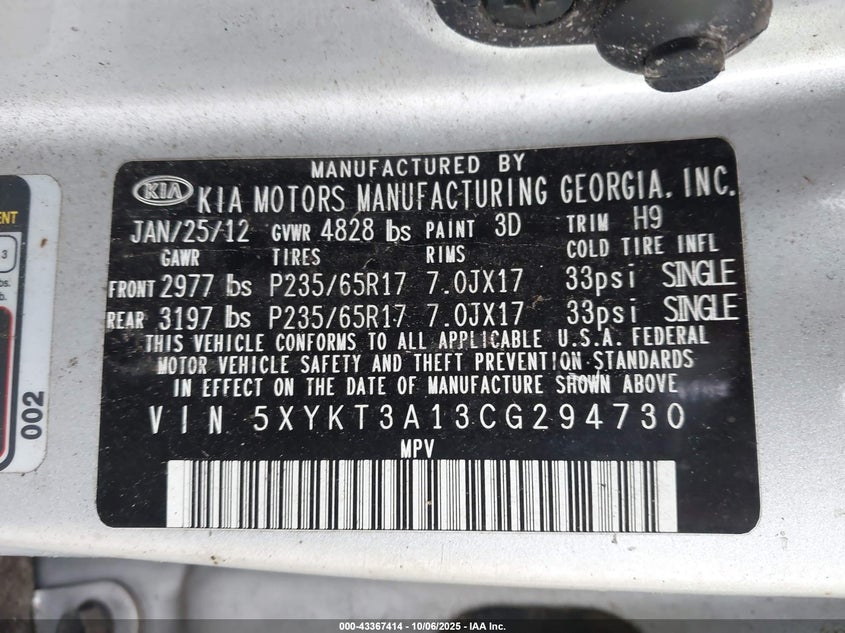 MANUFACTURED BY
KIA KIA MOTORS MANUFACTURING GEORGIA, INC.
JAN/25/12 GVWR 4828 lbs PAINT 3D TRIM H9
GAWR TIRES RIMS COLD TIRE INFL
FRONT 2977 lbs P235/65R17 7.0JX17 33psi SINGLE
REAR 3197 lbs P235/65R17 7.0JX17 33psi SINGLE
THIS VEHICLE CONFORMS TO ALL APPLICABLE U.S.A. FEDERAL
MOTOR VEHICLE SAFETY AND THEFT PREVENTION STANDARDS
IN EFFECT ON THE DATE OF MANUFACTURE SHOWN ABOVE
VIN 5XYKT3A13CG294730
MPV
002
000-43367414 - 10/06/2025 - IAA Inc.